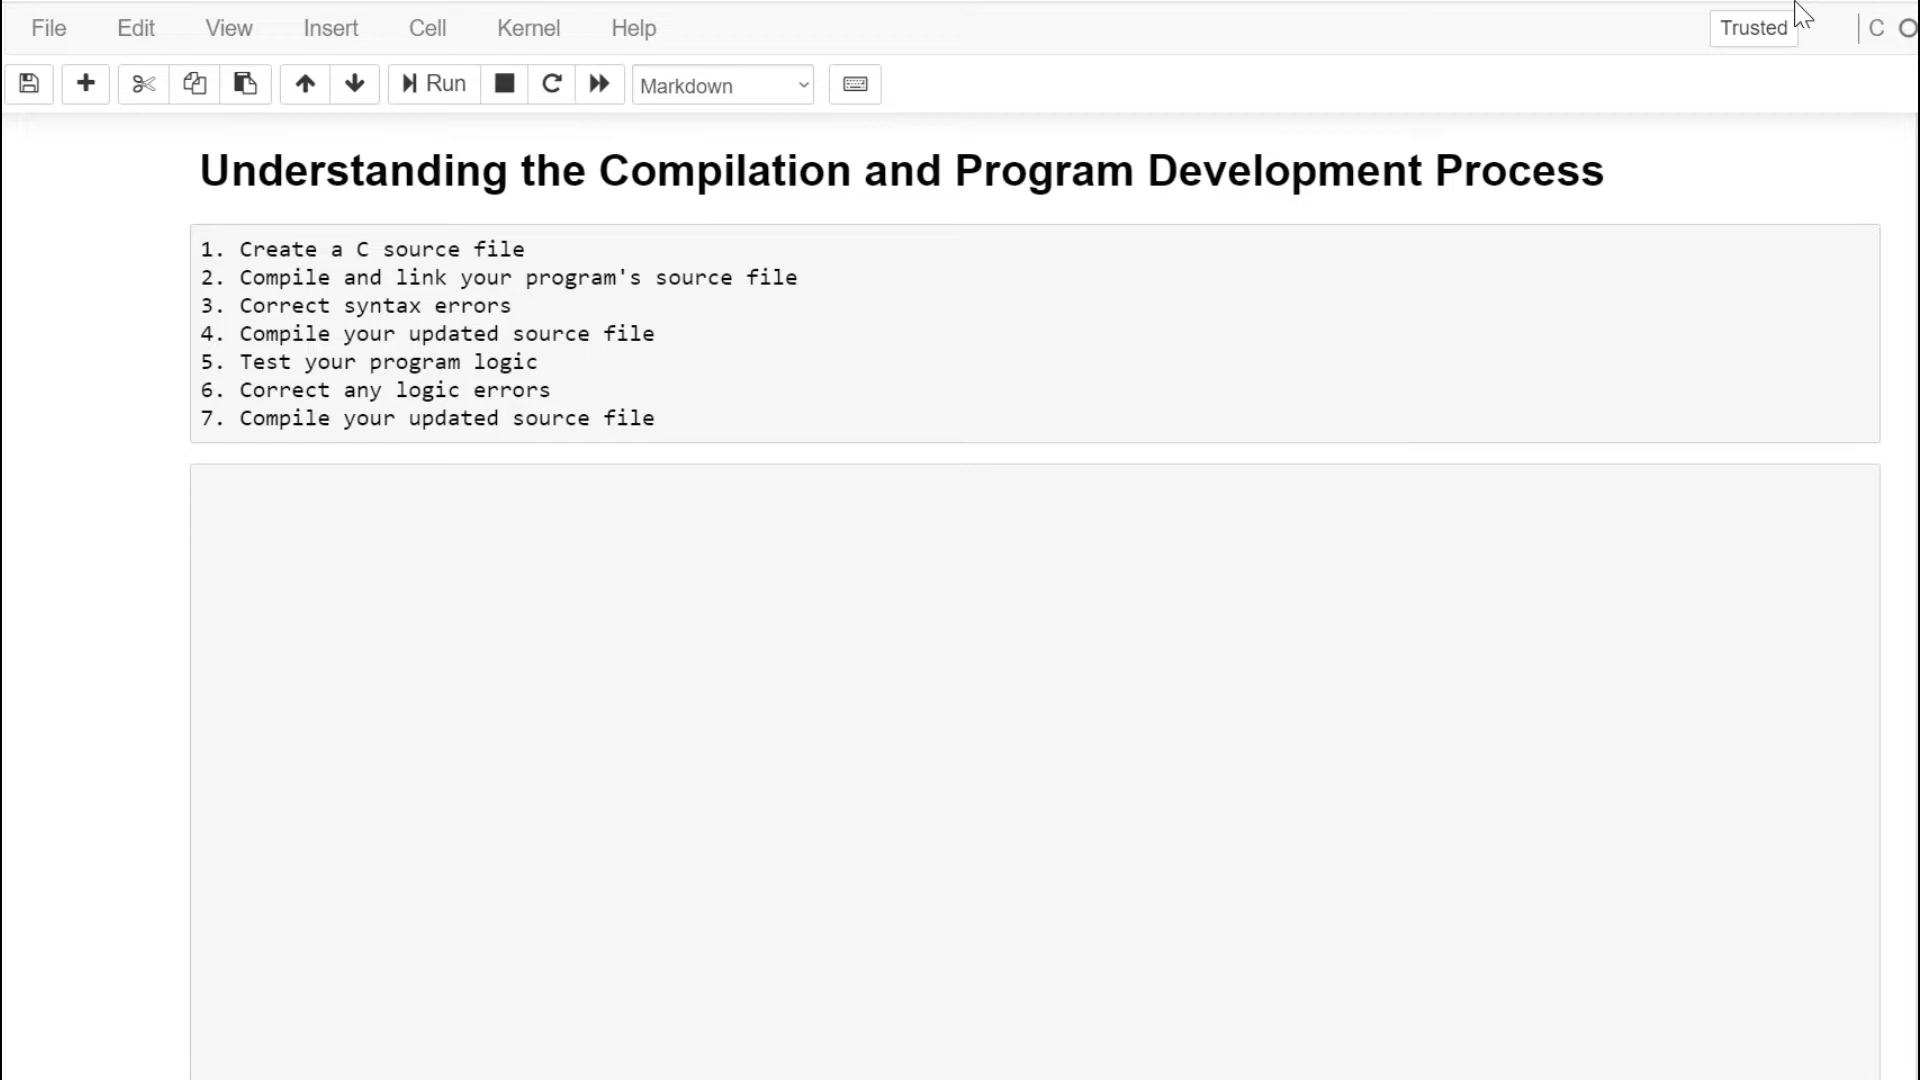 File Edit View Insert Cell Kernel Help Trusted C
Run Markdown
Understanding the Compilation and Program Development Process
1. Create a C source file
2. Compile and link your program's source file
3. Correct syntax errors
4. Compile your updated source file
5. Test your program logic
6. Correct any logic errors
7. Compile your updated source file